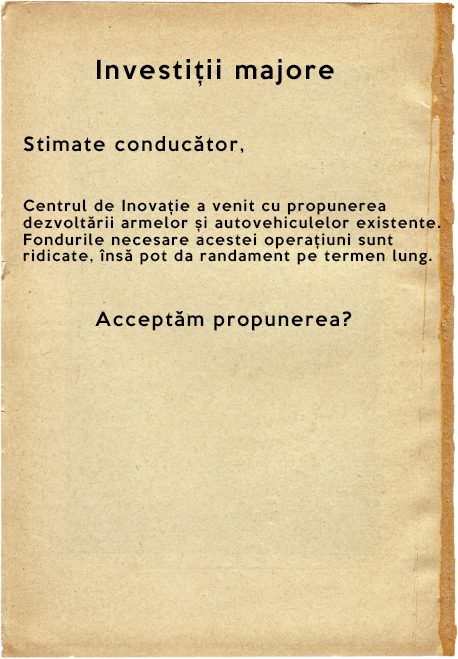 Investiții majore
Stimate conducător,
Centrul de Inovație a venit cu propunerea
dezvoltării armelor și autovehiculelor existente.
Fondurile necesare acestei operațiuni sunt
ridicate, însă pot da randament pe termen lung.
Acceptăm propunerea?